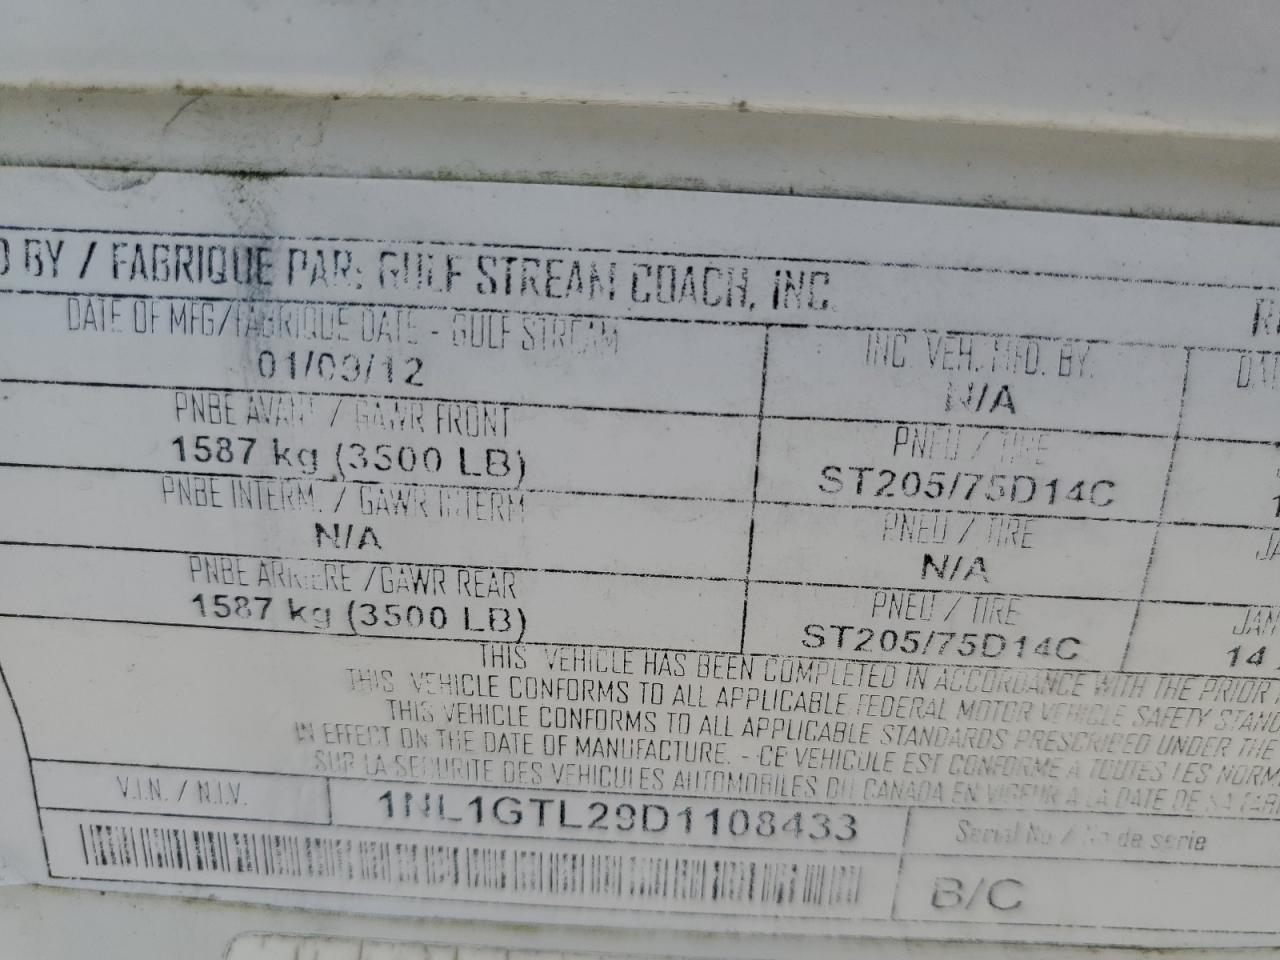 D BY / FABRIQUE PAR: GULF STREAM COACH, INC.
DATE OF MFG/FABRIQUE DATE - GULF STREAM
01/09/12
INC. VEH. MFD. BY:
N/A
PNBE AVANT / GAWR FRONT
1587 kg (3500 LB)
PNEU / TIRE
ST205/75D14C
PNBE INTERM. / GAWR INTERM
N/A
PNEU / TIRE
N/A
PNBE ARRIERE /GAWR REAR
1587 kg (3500 LB)
PNEU / TIRE
ST205/75D14C
JAN
14
THIS VEHICLE HAS BEEN COMPLETED IN ACCORDANCE WITH THE PRIOR
THIS VEHICLE CONFORMS TO ALL APPLICABLE FEDERAL MOTOR VEHICLE SAFETY STAND
THIS VEHICLE CONFORMS TO ALL APPLICABLE STANDARDS PRESCRIBED UNDER THE
IN EFFECT ON THE DATE OF MANUFACTURE. - CE VEHICULE EST CONFORME A TOUTES LES NORM
SUR LA SECURITE DES VEHICULES AUTOMOBILES DU CANADA EN VIGEUR A LA DATE DE SA FABR
V.I.N. / N.I.V.
1NL1GTL29D1108433
Serial No / No de serie
B/C